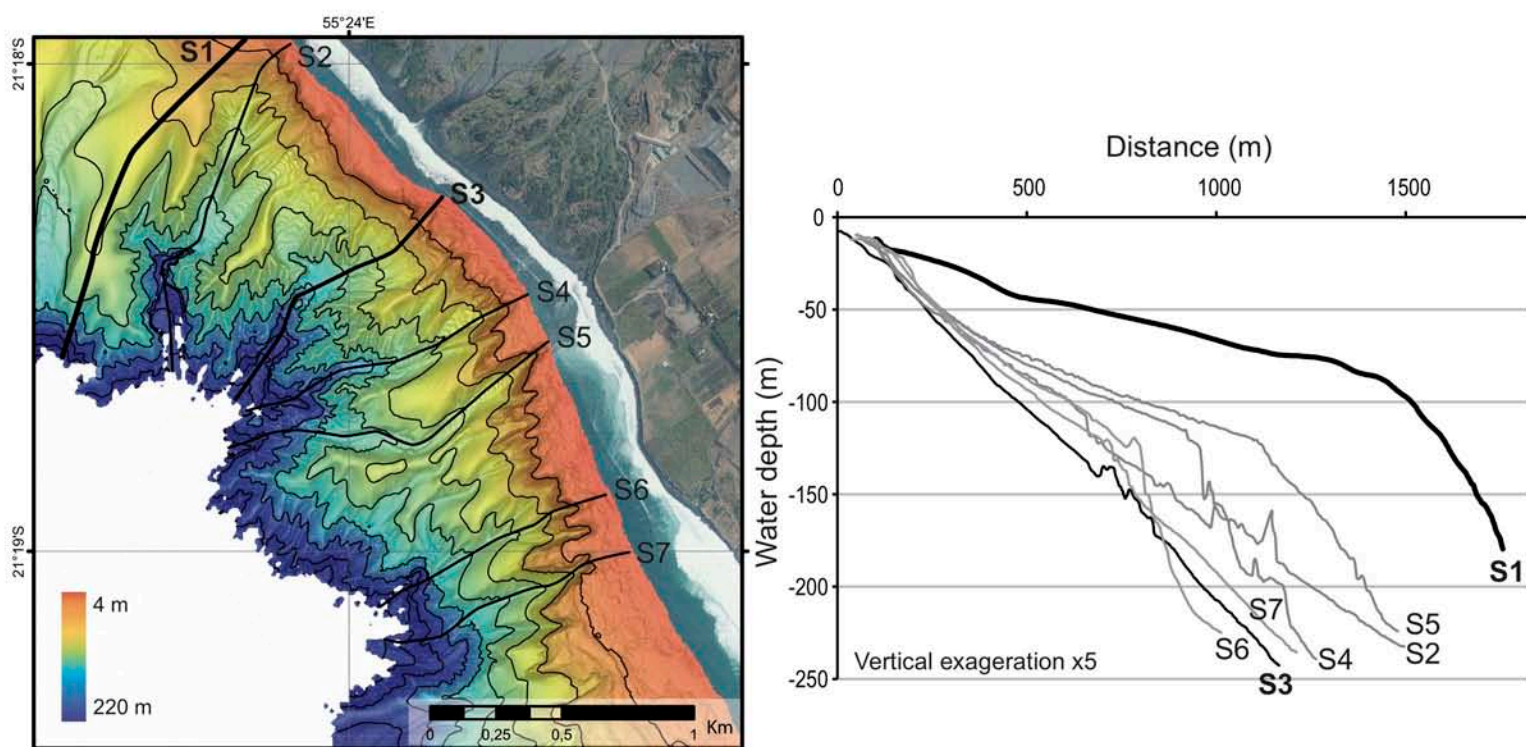 55°24'E
21°18'S
21°19'S
S1
S2
S3
S4
S5
S6
S7
4 m
220 m
0 0,25 0,5 1 Km
Distance (m)
0 500 1000 1500
Water depth (m)
0
-50
-100
-150
-200
-250
S1
S7
S5
S6
S4
S2
S3
Vertical exageration x5